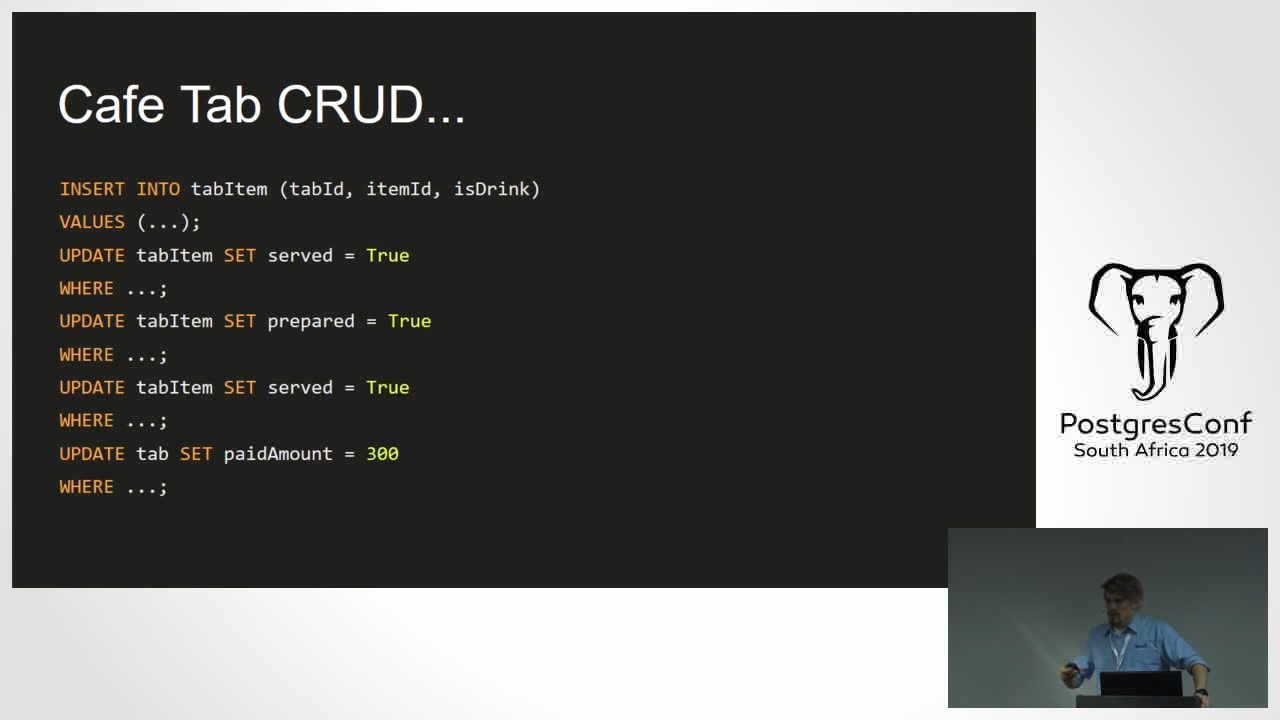 Cafe Tab CRUD...
INSERT INTO tabItem (tabId, itemId, isDrink)
VALUES (...);
UPDATE tabItem SET served = True
WHERE ...;
UPDATE tabItem SET prepared = True
WHERE ...;
UPDATE tabItem SET served = True
WHERE ...;
UPDATE tab SET paidAmount = 300
WHERE ...;
PostgresConf
South Africa 2019